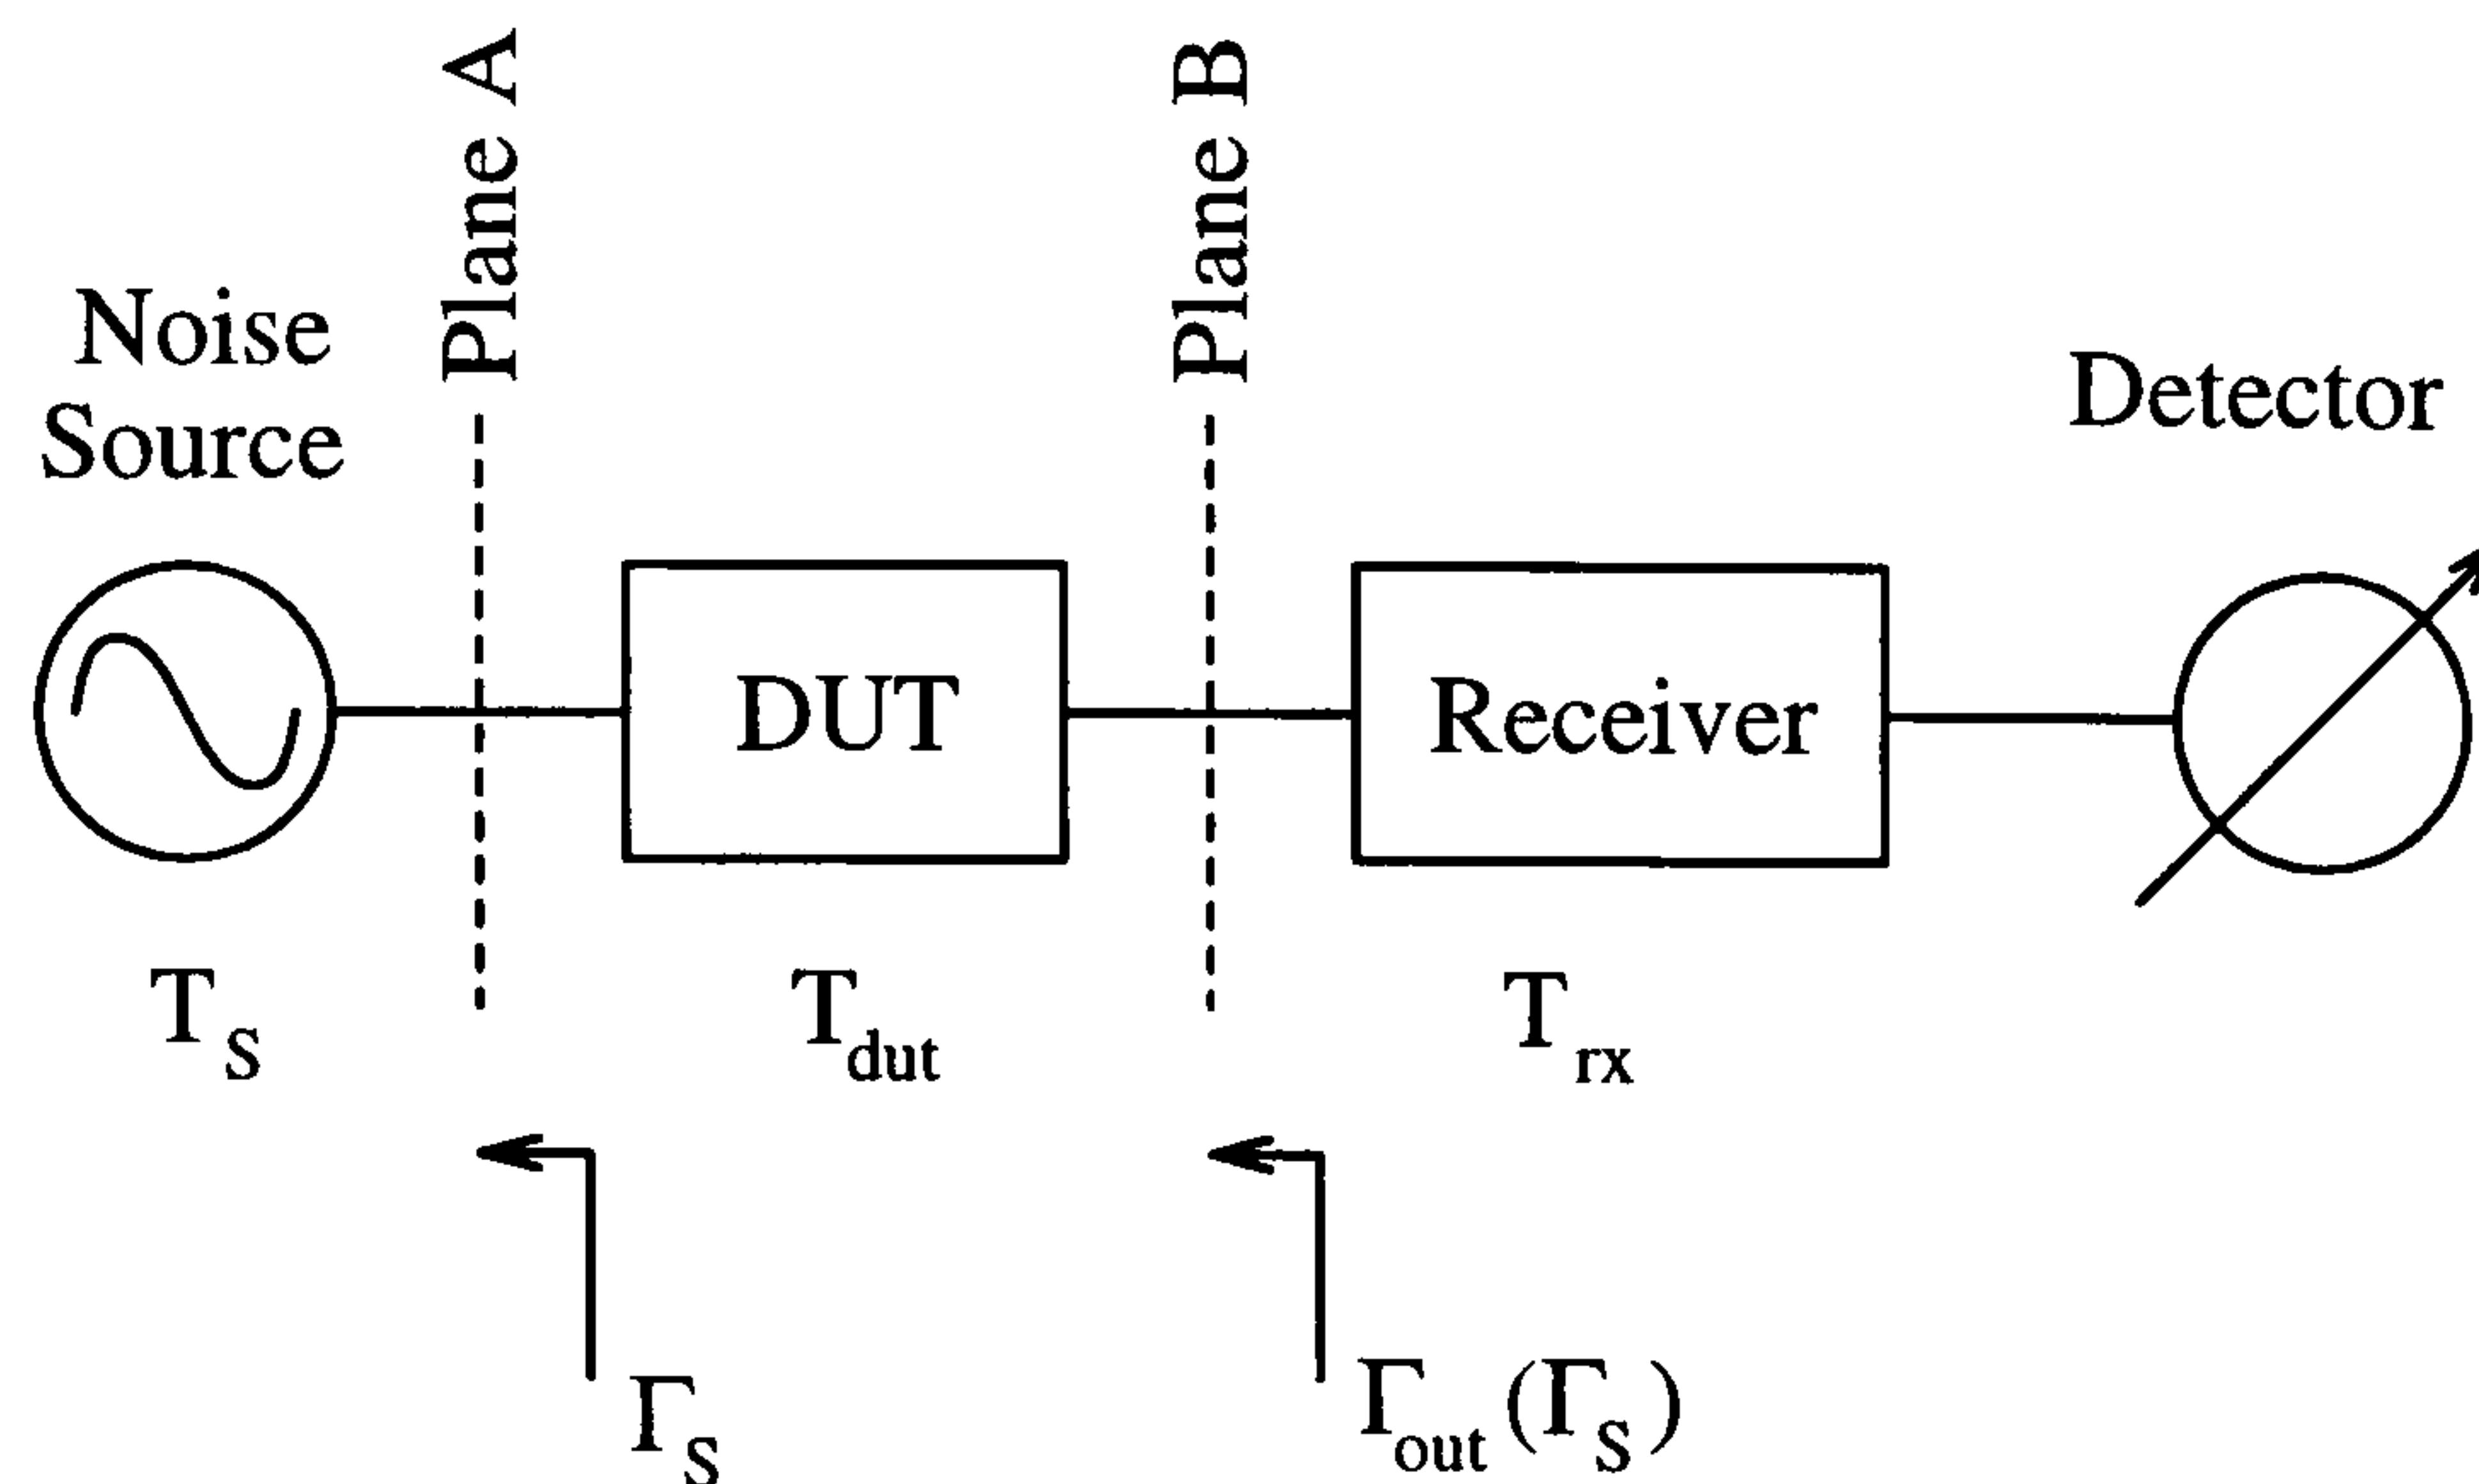 Noise
Source
Plane A
Plane B
Detector
DUT
Receiver
T_S
T_dut
T_rx
Γ_S
Γ_out (Γ_S)